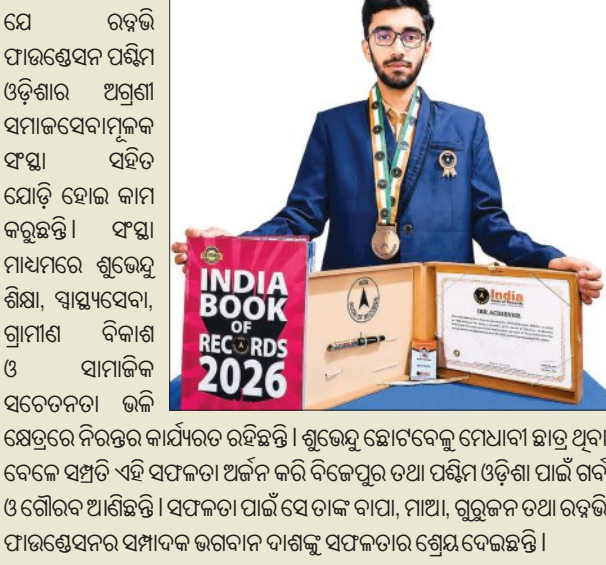 ଯେ ରତ୍ନଭି
ଫାଉଣ୍ଡେସନ ପଶ୍ଚିମ
ଓଡ଼ିଶାର ଅଗ୍ରଣୀ
ସମାଜସେବାମୂଳକ
ସଂସ୍ଥା ସହିତ
ଯୋଡ଼ି ହୋଇ କାମ
କରୁଛନ୍ତି। ସଂସ୍ଥା
ମାଧ୍ୟମରେ ଶୁଭେନ୍ଦୁ
ଶିକ୍ଷା, ସ୍ୱାସ୍ଥ୍ୟସେବା,
ଗ୍ରାମୀଣ ବିକାଶ
ଓ ସାମାଜିକ
ସଚେତନତା ଭଳି
କ୍ଷେତ୍ରରେ ନିରନ୍ତର କାର୍ଯ୍ୟରତ ରହିଛନ୍ତି। ଶୁଭେନ୍ଦୁ ଛୋଟବେଳୁ ମେଧାବୀ ଛାତ୍ର ଥିବା
ବେଳେ ସମ୍ପ୍ରତି ଏହି ସଫଳତା ଅର୍ଜନ କରି ବିଜେପୁର ତଥା ପଶ୍ଚିମ ଓଡ଼ିଶା ପାଇଁ ଗର୍ବ
ଓ ଗୌରବ ଆଣିଛନ୍ତି। ସଫଳତା ପାଇଁ ସେ ତାଙ୍କ ବାପା, ମାଆ, ଗୁରୁଜନ ତଥା ରତ୍ନଭି
ଫାଉଣ୍ଡେସନର ସମ୍ପାଦକ ଭଗବାନ ଦାଶଙ୍କୁ ସଫଳତାର ଶ୍ରେୟ ଦେଇଛନ୍ତି।
INDIA
BOOK
OF
RECORDS
2026
India
Book of Records
IBR ACHIEVER